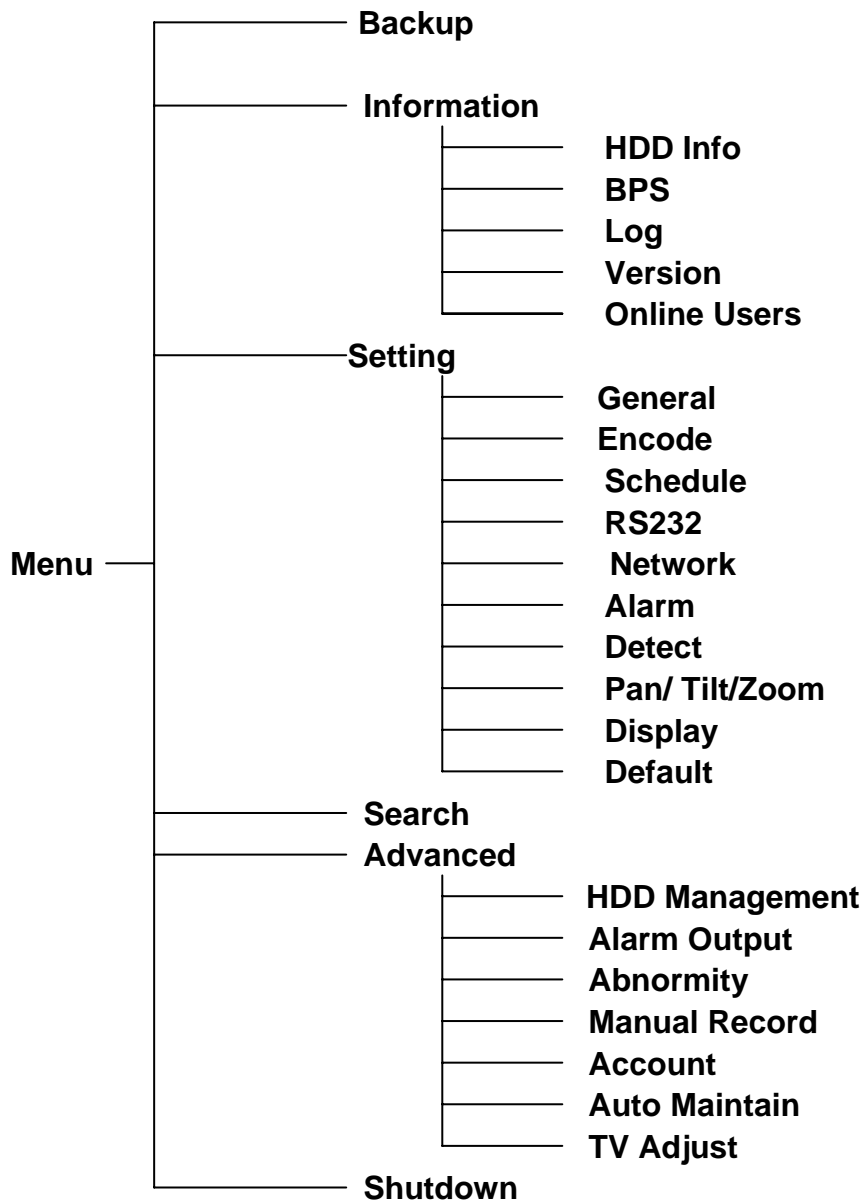 Backup
Information
HDD Info
BPS
Log
Version
Online Users
Setting
General
Encode
Schedule
RS232
Menu
Network
Alarm
Detect
Pan/ Tilt/Zoom
Display
Default
Search
Advanced
HDD Management
Alarm Output
Abnormity
Manual Record
Account
Auto Maintain
TV Adjust
Shutdown